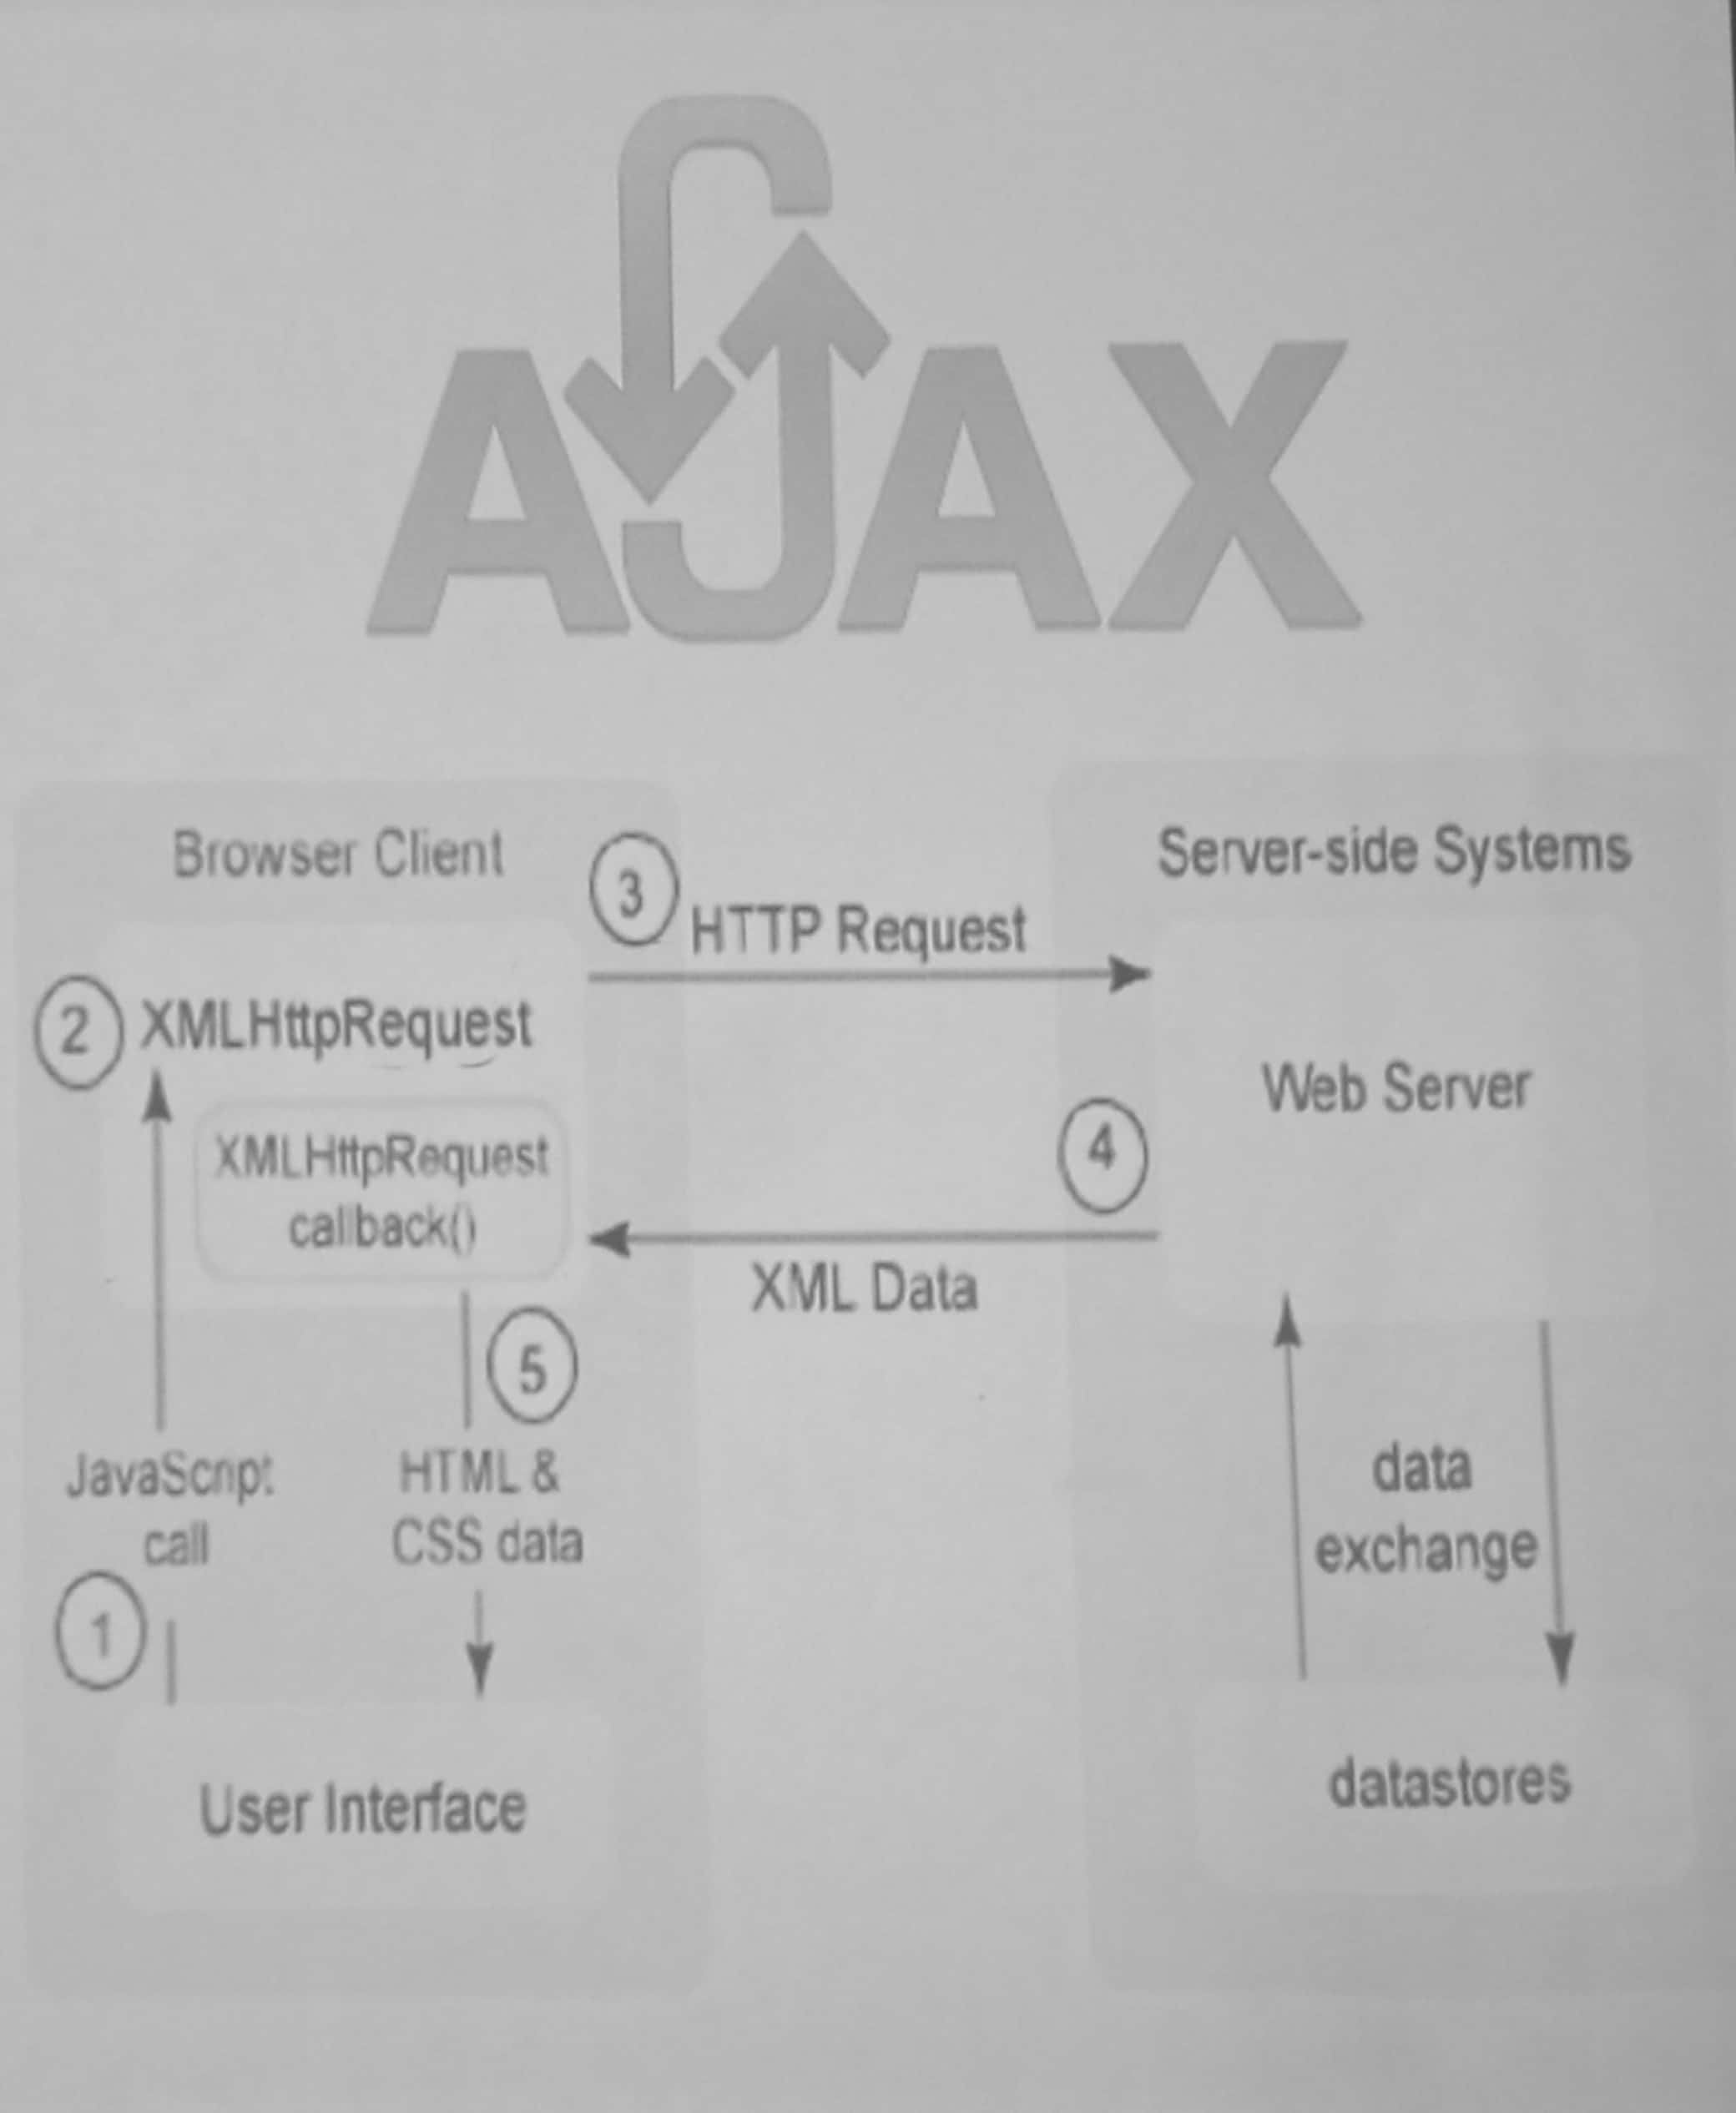 AJAX
Browser Client
Server-side Systems
3
HTTP Request
2 XMLHttpRequest
XMLHttpRequest
callback()
Web Server
4
XML Data
5
JavaScript
call
HTML &
CSS data
data
exchange
1
User Interface
datastores